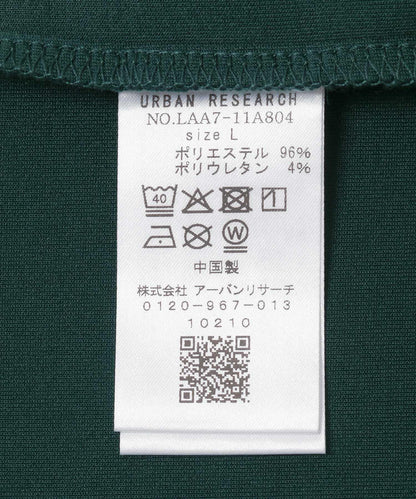 URBAN RESEARCH
NO.LAA7-11A804
size L
ポリエステル 96%
ポリウレタン 4%
40
W
中国製
株式会社 アーバンリサーチ
0120-967-013
10210